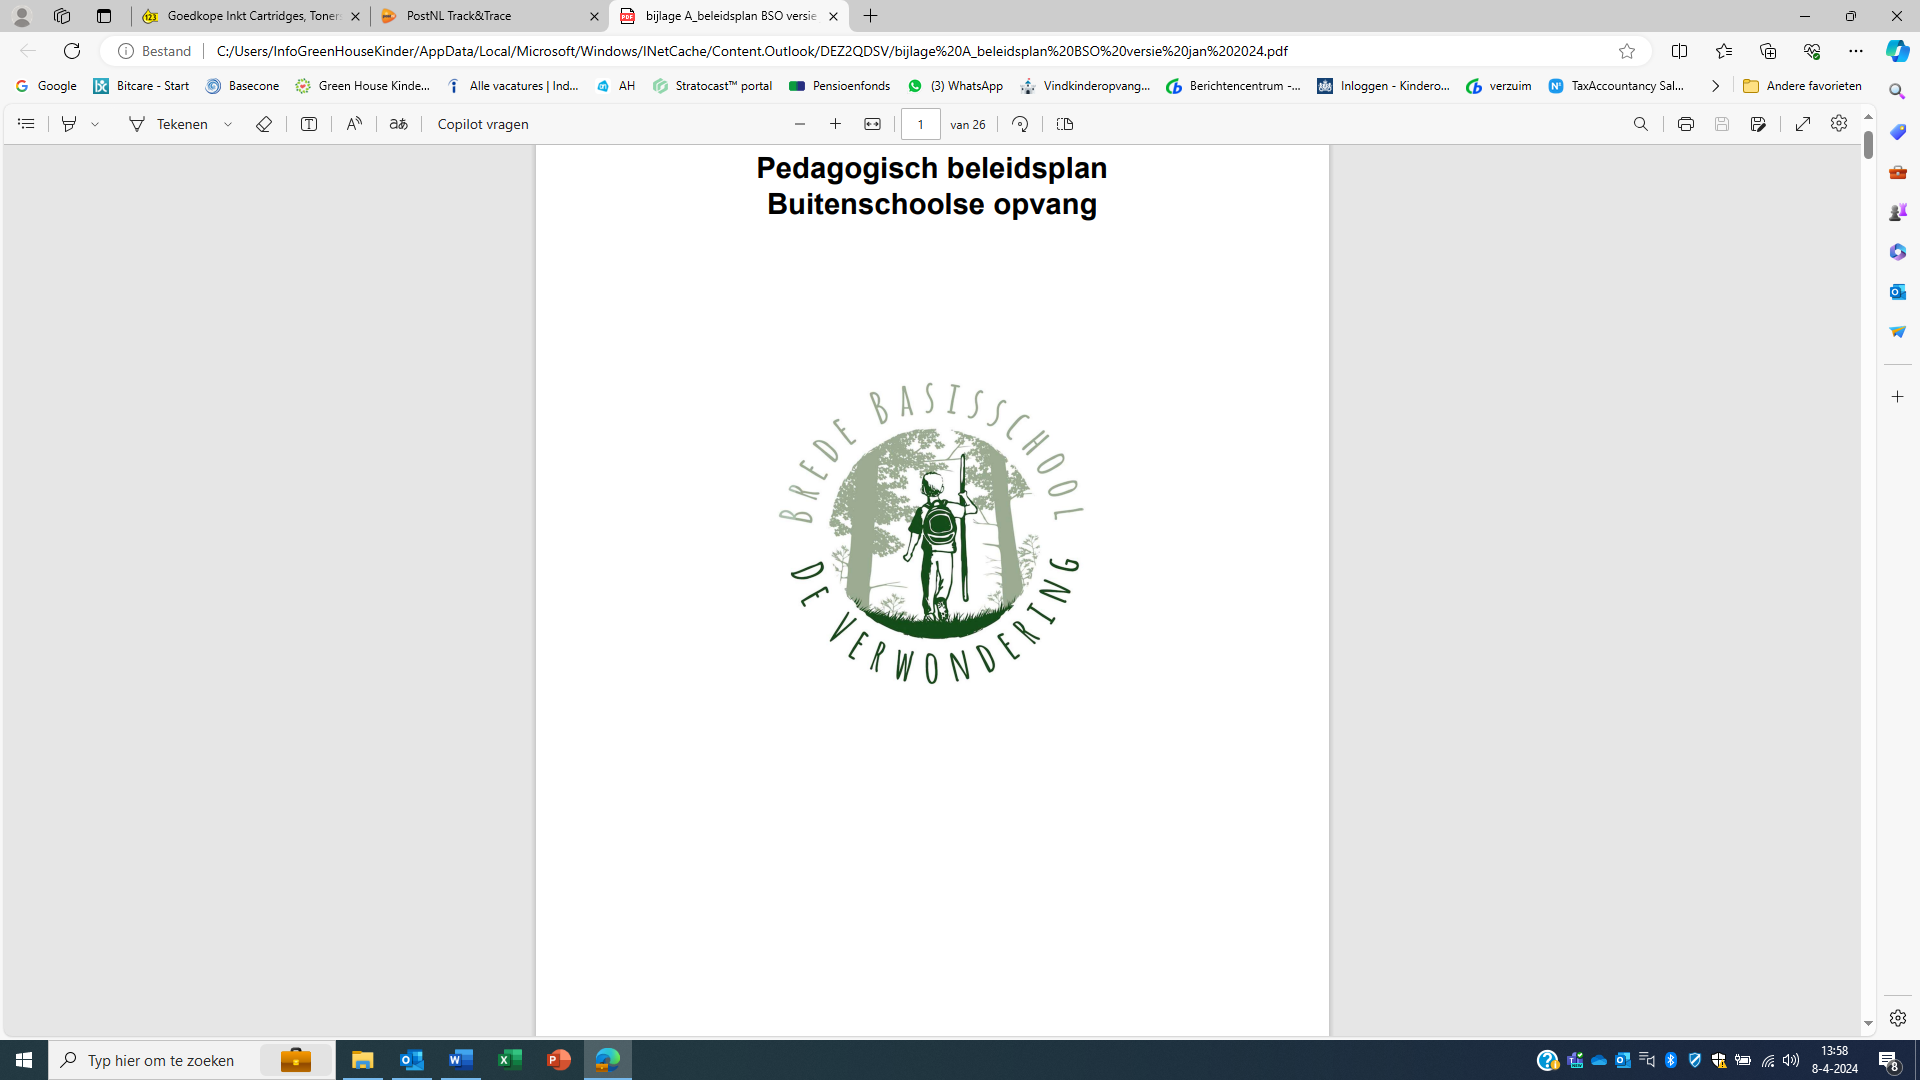 Goedkope Inkt Cartridges, Toners
PostNL Track&Trace
bijlage A_beleidsplan BSO versie
Bestand
C:/Users/InfoGreenHouseKinder/AppData/Local/Microsoft/Windows/INetCache/Content.Outlook/DEZ2QDSV/bijlage%20A_beleidsplan%20BSO%20versie%20jan%202024.pdf
Google
Bitcare - Start
Basecone
Green House Kinde...
Alle vacatures | Ind...
AH
Stratocast™ portal
Pensioenfonds
(3) WhatsApp
Vindkinderopvang...
Berichtencentrum -...
Inloggen - Kindero...
verzuim
TaxAccountancy Sal...
Andere favorieten
Tekenen
Copilot vragen
1
van 26
Pedagogisch beleidsplan
Buitenschoolse opvang
BREDE BASISSCHOOL
DE VERWONDERING
Typ hier om te zoeken
13:58
8-4-2024
8